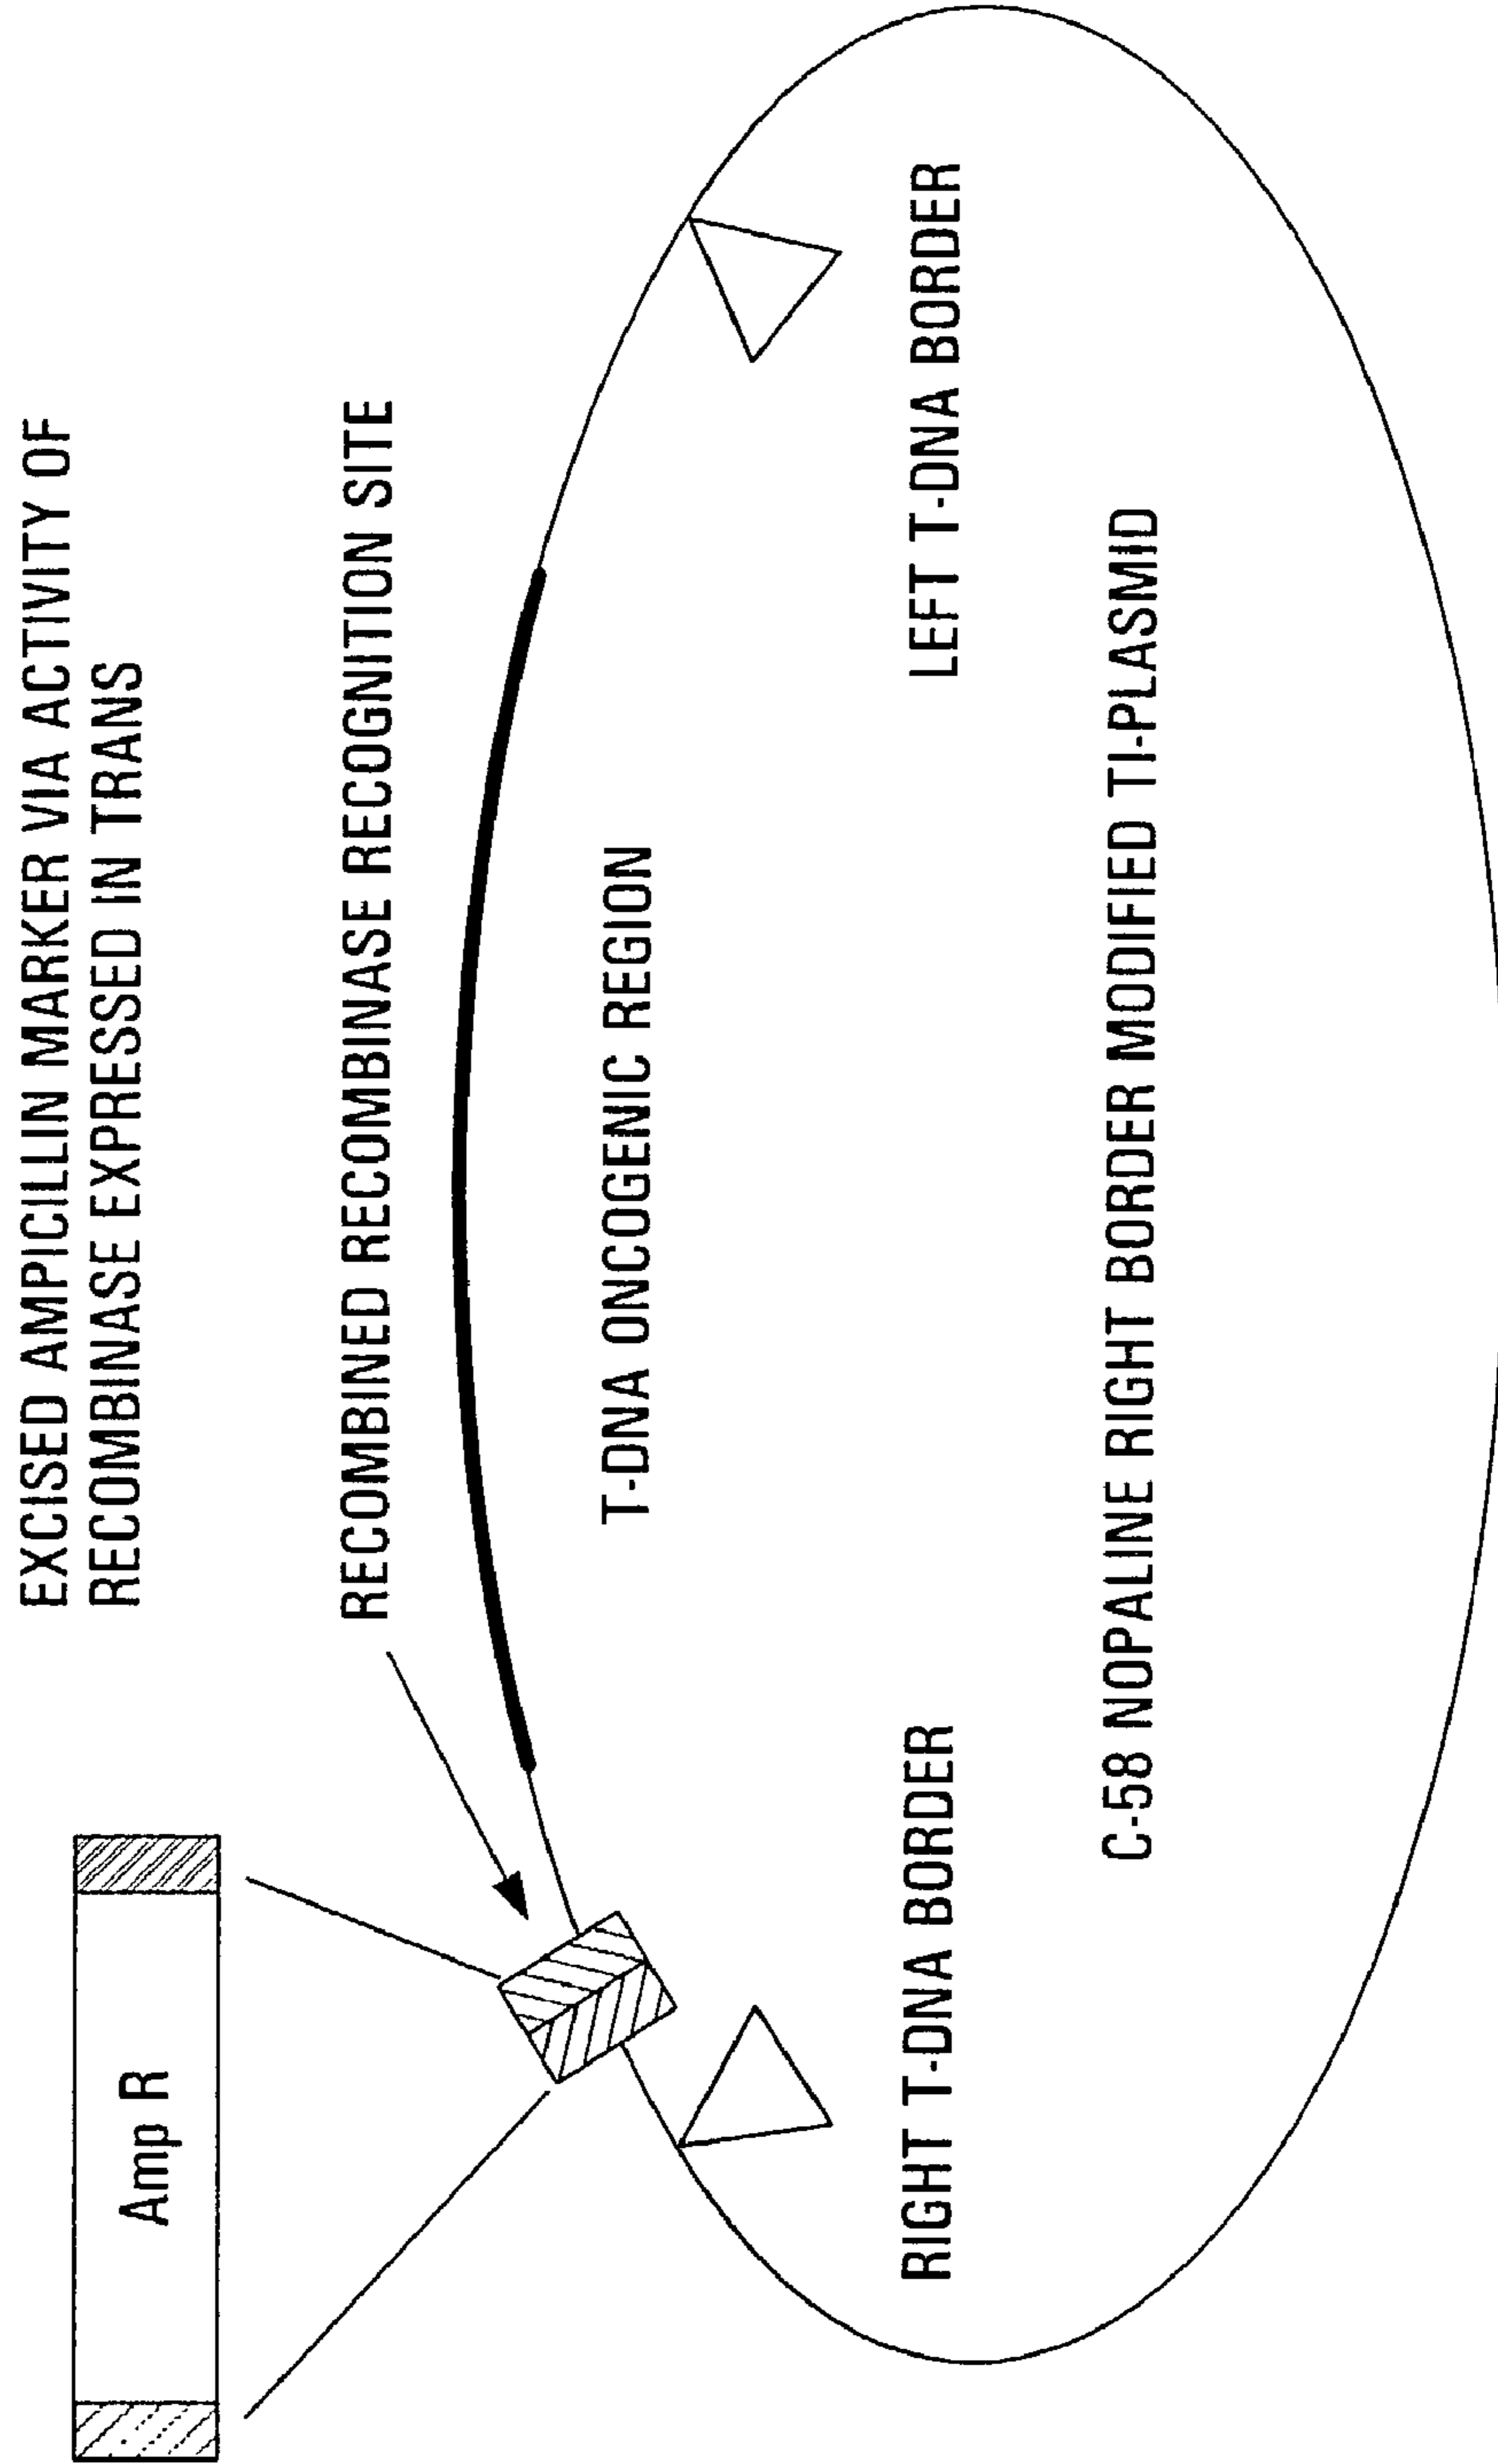 EXCISED AMPICILLIN MARKER VIA ACTIVITY OF
RECOMBINASE EXPRESSED IN TRANS
Amp R
RECOMBINED RECOMBINASE RECOGNITION SITE
T-DNA ONCOGENIC REGION
RIGHT T-DNA BORDER
LEFT T-DNA BORDER
C-58 NOPALINE RIGHT BORDER MODIFIED TI-PLASMID